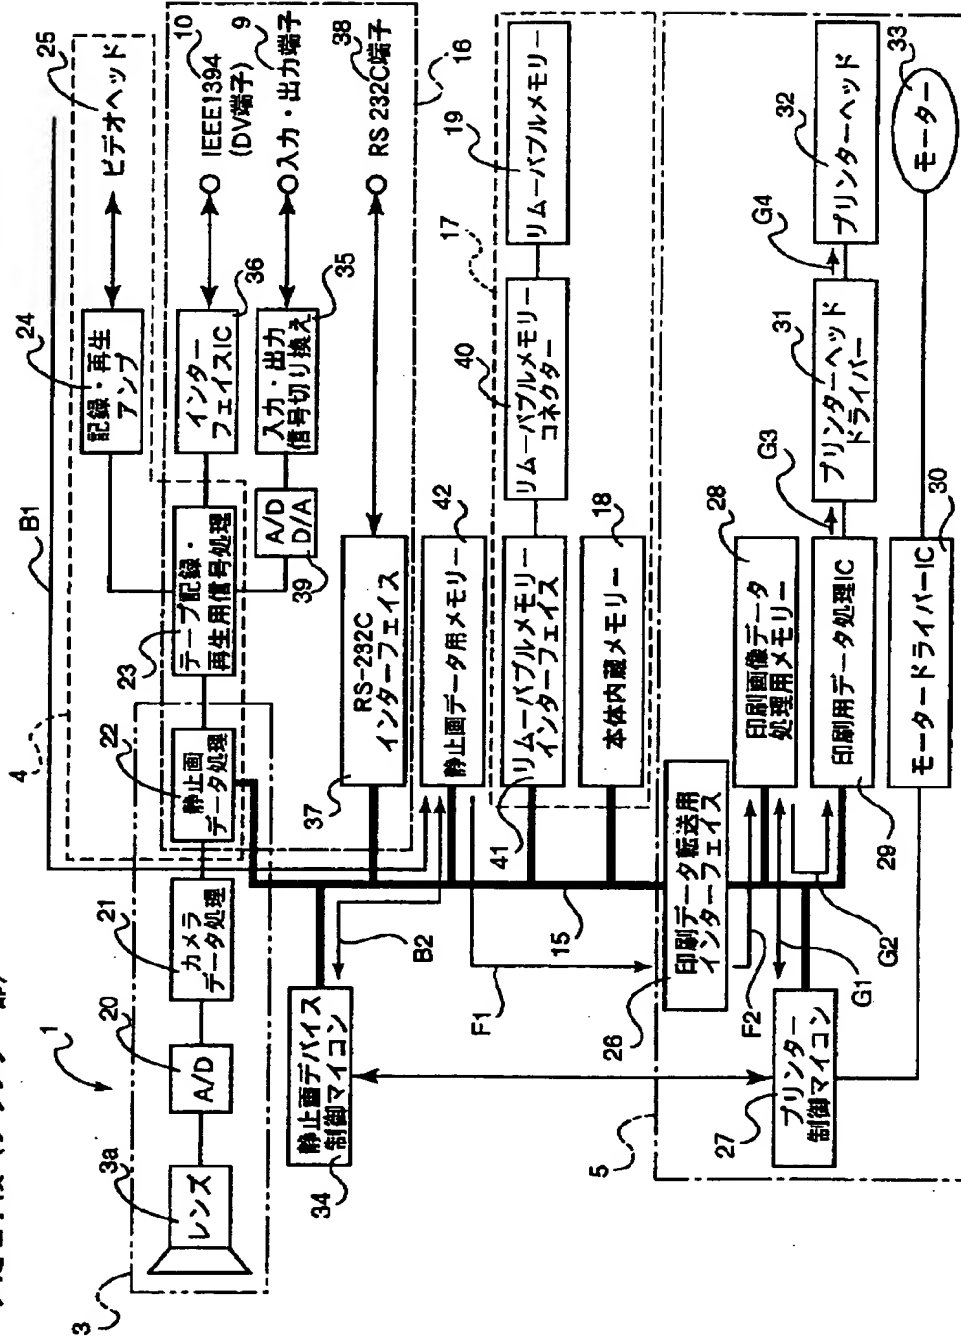 1
3
3a
レンズ
20
A/D
21
カメラ
データ処理
22
静止画
データ処理
4
23
テープ記録・
再生用信号処理
B1
24
記録・再生
アンプ
25
ビデオヘッド
36
インター
フェイスIC
10
IEEE1394
(DV端子)
39
A/D
D/A
35
入力・出力
信号切り換え
9
入力・出力端子
38
RS 232C端子
16
37
RS-232C
インターフェイス
34
静止画デバイス
制御マイコン
B2
42
静止画データ用メモリー
F1
15
41
リムーバブルメモリー
インターフェイス
40
リムーバブルメモリー
コネクター
17
19
リムーバブルメモリー
18
本体内蔵メモリー
5
26
印刷データ転送用
インターフェイス
27
プリンター
制御マイコン
F2
G1
G2
28
印刷画像データ
処理用メモリー
29
印刷用データ処理IC
G3
31
プリンターヘッド
ドライバー
G4
32
プリンターヘッド
30
モータードライバーIC
33
モーター